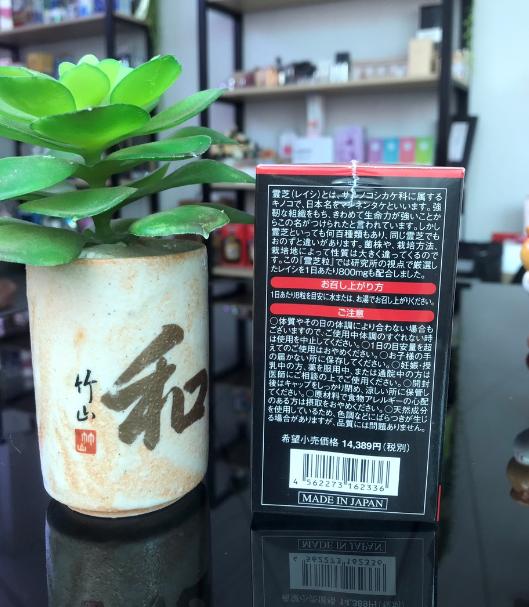 和
竹山
霊芝(レイシ)とは、サルノコシカケ科に属する
キノコで、日本名をマンネンタケといいます。強
靭な組織をもち、きわめて生命力が強いことか
らこの名がつけられたと言われています。しかし
霊芝といっても何百種類もあり、同じ霊芝でも
おのずと違いがあります。菌株や、栽培方法、
栽培地によって性質は大きく違ってくるので
す。この「霊芝粒」では研究所の視点で厳選し
たレイシを1日あたり800mgも配合しました。
お召し上がり方
1日あたり8粒を目安に水または、お湯でお召し上がりください。
ご注意
○体質やその日の体調により合わない場合も
ございますので、ご使用中体調のすぐれない時
は使用を中止してください。○1日の目安量を超
えてのご使用はおやめください。○お子様の手
の届かない所に保存してください。○妊娠・授
乳中の方、薬を服用中、または通院中の方は
医師にご相談の上でご使用ください。○開封
後はキャップをしっかり閉め、涼しい所に保管し
てください。○原材料で食物アレルギーの心配
のある方は摂取をおやめください。○天然成分
を使用しているため、色調などにばらつきが生じ
る場合がありますが、品質には問題ありません。
希望小売価格 14,389円(税別)
4 562273 162336
MADE IN JAPAN